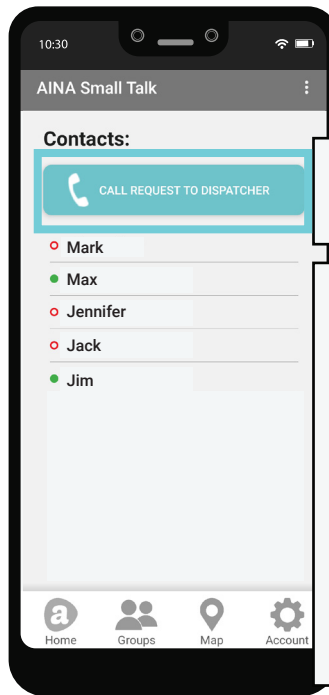 10:30
AINA Small Talk
Contacts:
CALL REQUEST TO DISPATCHER
Mark
Max
Jennifer
Jack
Jim
a
Home Groups Map Account